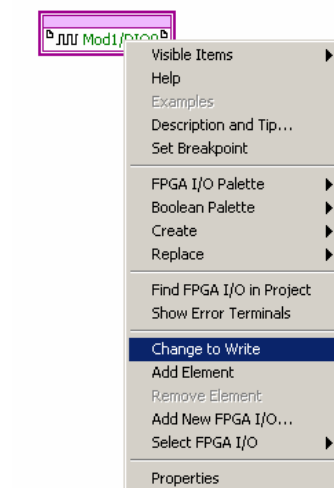 Mod1/DIO0
Visible Items
Help
Examples
Description and Tip...
Set Breakpoint
FPGA I/O Palette
Boolean Palette
Create
Replace
Find FPGA I/O in Project
Show Error Terminals
Change to Write
Add Element
Remove Element
Add New FPGA I/O...
Select FPGA I/O
Properties